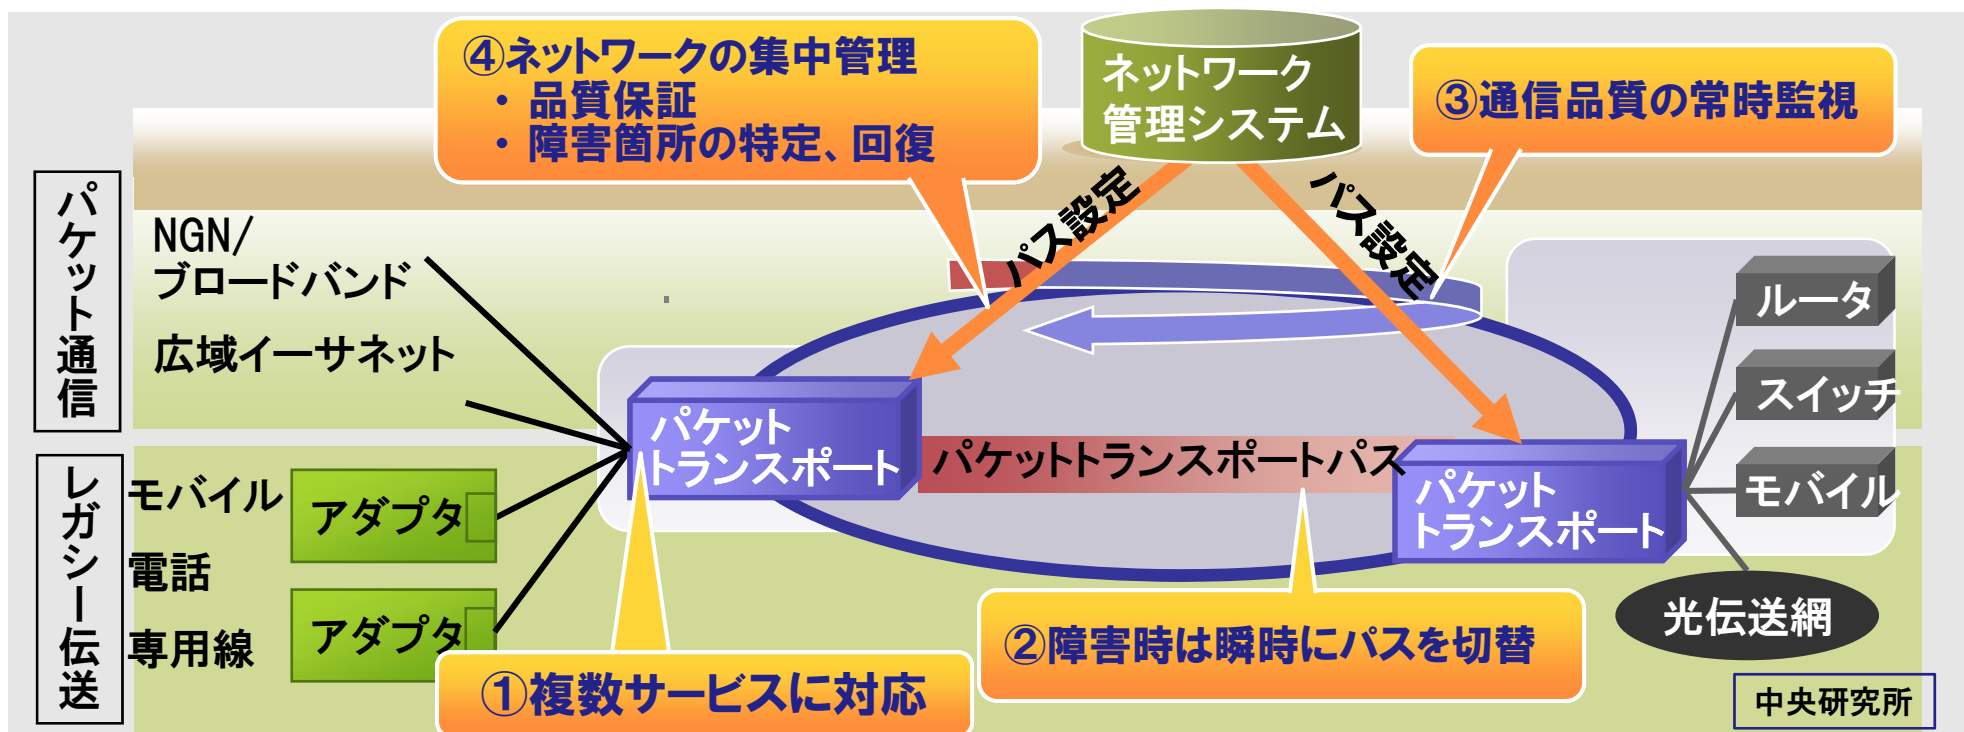 ④ネットワークの集中管理
・ 品質保証
・ 障害箇所の特定、回復
ネットワーク
管理システム
③通信品質の常時監視
パス設定
パス設定
パケット通信
NGN/
ブロードバンド
広域イーサネット
ルータ
スイッチ
モバイル
パケット
トランスポート
パケットトランスポートパス
パケット
トランスポート
レガシー伝送
モバイル
アダプタ
電話
専用線
アダプタ
①複数サービスに対応
②障害時は瞬時にパスを切替
光伝送網
中央研究所